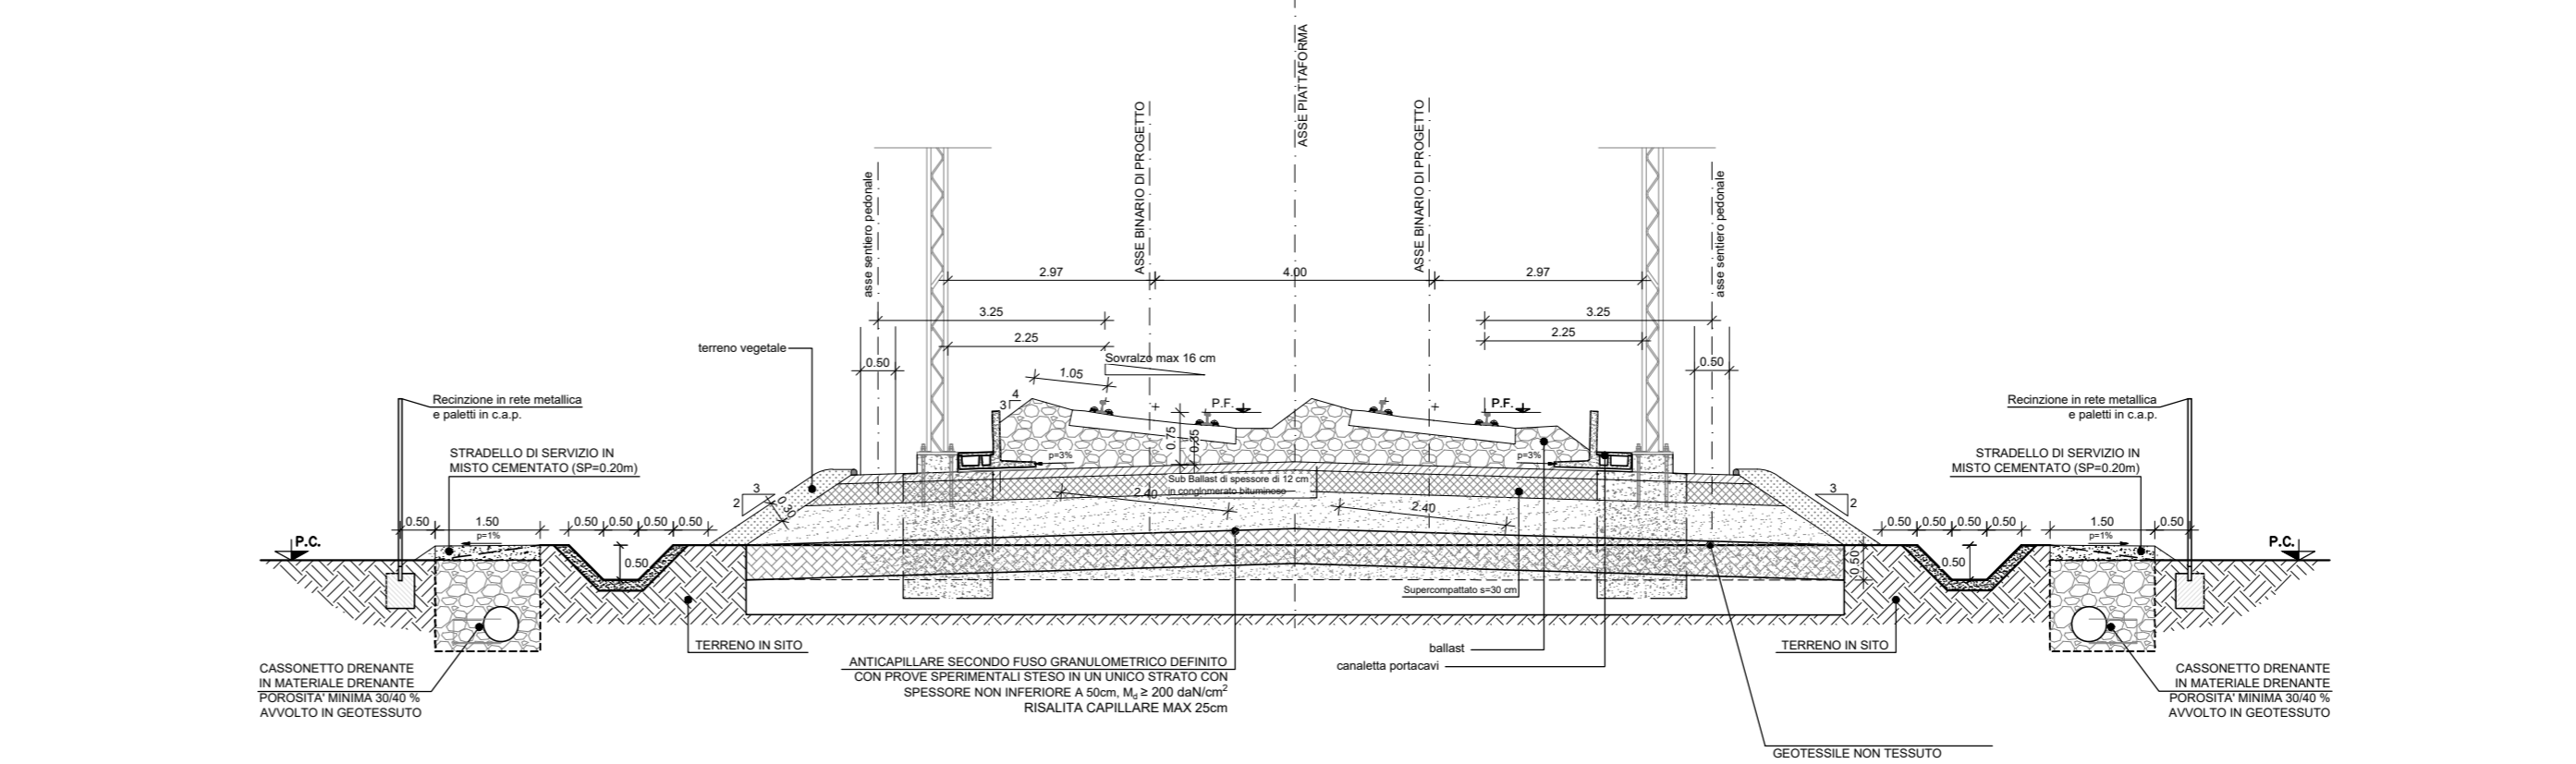 ASSE PIATTAFORMA
ASSE BINARIO DI PROGETTO
ASSE BINARIO DI PROGETTO
asse sentiero pedonale
asse sentiero pedonale
2.97
4.00
2.97
3.25
3.25
2.25
2.25
terreno vegetale
Sovralzo max 16 cm
0.50
0.50
1.05
3
4
P.F.
P.F.
0.75
0.35
p=3%
p=3%
Recinzione in rete metallica
e paletti in c.a.p.
Recinzione in rete metallica
e paletti in c.a.p.
STRADELLO DI SERVIZIO IN
MISTO CEMENTATO (SP=0.20m)
STRADELLO DI SERVIZIO IN
MISTO CEMENTATO (SP=0.20m)
Sub Ballast di spessore di 12 cm
in conglomerato bituminoso
2.40
2.40
3
2
0.30
3
2
0.50
1.50
0.50
0.50
0.50
0.50
p=1%
0.50
0.50
0.50
0.50
1.50
0.50
p=1%
P.C.
P.C.
0.50
0.50
0.50
Supercompattato s=30 cm
TERRENO IN SITO
TERRENO IN SITO
ballast
canaletta portacavi
CASSONETTO DRENANTE
IN MATERIALE DRENANTE
POROSITA' MINIMA 30/40 %
AVVOLTO IN GEOTESSUTO
ANTICAPILLARE SECONDO FUSO GRANULOMETRICO DEFINITO
CON PROVE SPERIMENTALI STESO IN UN UNICO STRATO CON
SPESSORE NON INFERIORE A 50cm, Md ≥ 200 daN/cm²
RISALITA CAPILLARE MAX 25cm
CASSONETTO DRENANTE
IN MATERIALE DRENANTE
POROSITA' MINIMA 30/40 %
AVVOLTO IN GEOTESSUTO
GEOTESSILE NON TESSUTO